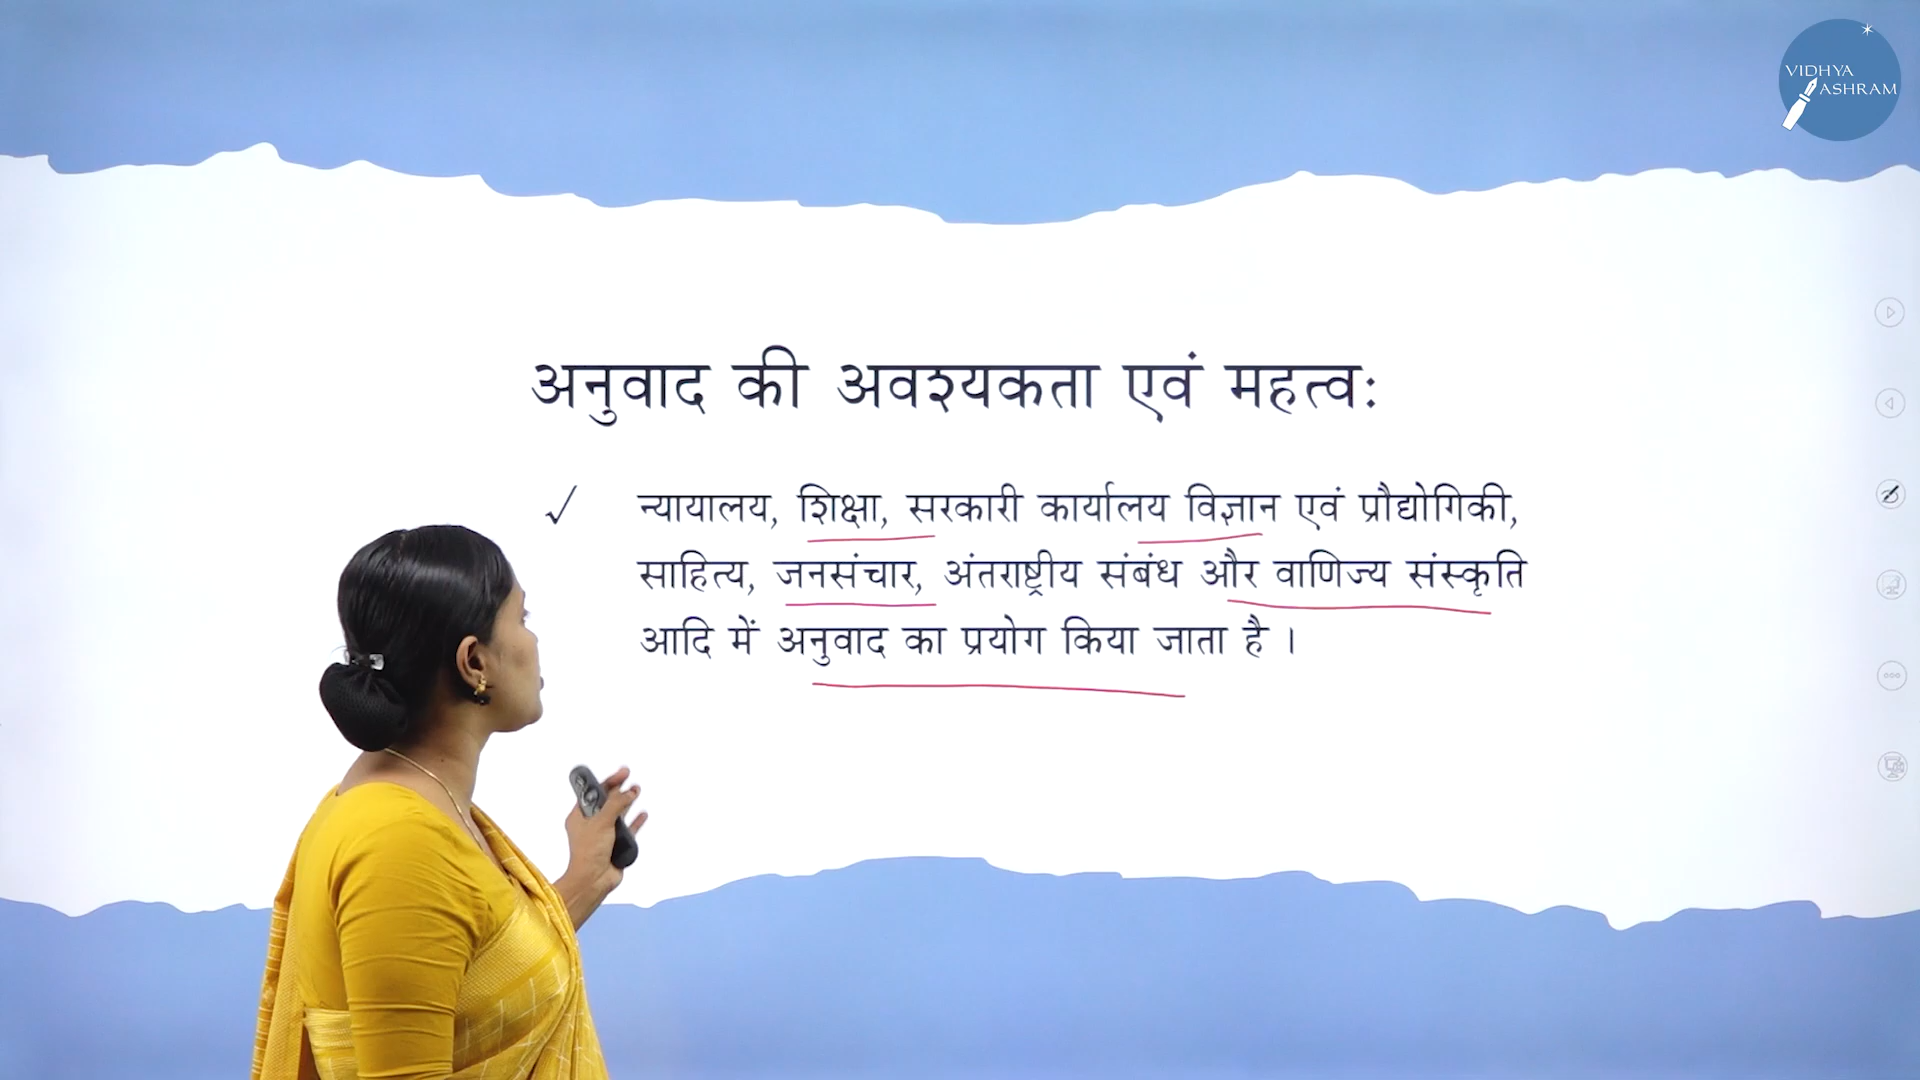 VIDHYA
ASHRAM
अनुवाद की अवश्यकता एवं महत्वः
✓ न्यायालय, शिक्षा, सरकारी कार्यालय विज्ञान एवं प्रौद्योगिकी,
साहित्य, जनसंचार, अंतराष्ट्रीय संबंध और वाणिज्य संस्कृति
आदि में अनुवाद का प्रयोग किया जाता है ।